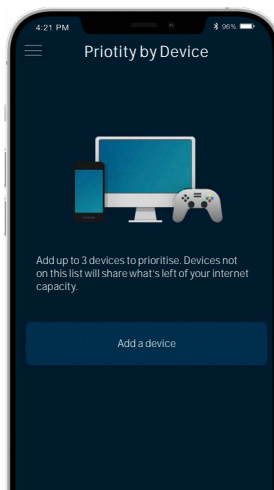 4:21 PM
96%
Priotity by Device
Add up to 3 devices to prioritise. Devices not
on this list will share what's left of your internet
capacity.
Add a device